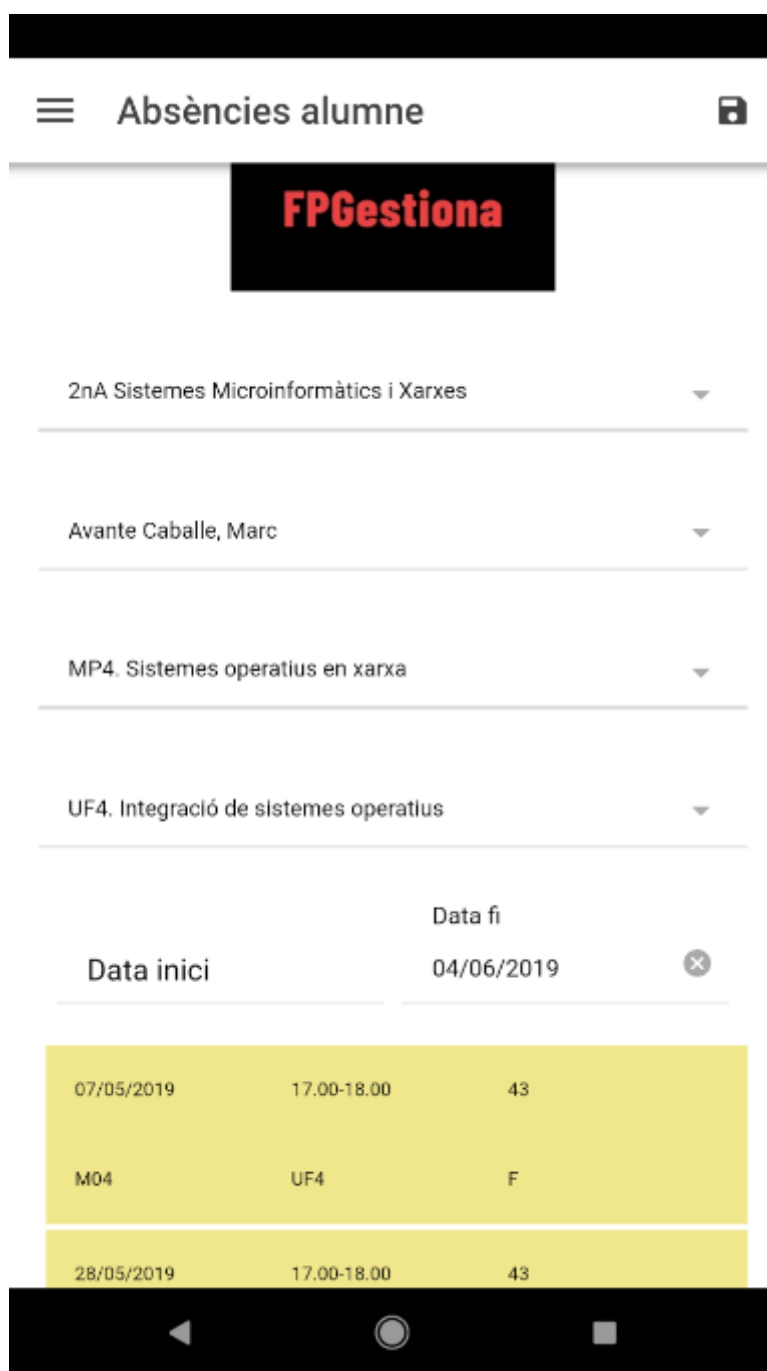 Absències alumne
FPGestiona
2nA Sistemes Microinformàtics i Xarxes
Avante Caballe, Marc
MP4. Sistemes operatius en xarxa
UF4. Integració de sistemes operatius
Data fi
Data inici 04/06/2019
07/05/2019 17.00-18.00 43
M04 UF4 F
28/05/2019 17.00-18.00 43